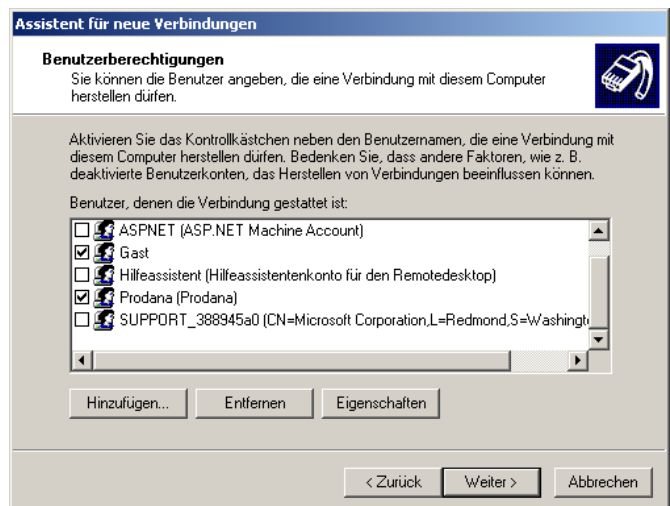 Assistent für neue Verbindungen
Benutzerberechtigungen
Sie können die Benutzer angeben, die eine Verbindung mit diesem Computer
herstellen dürfen.
Aktivieren Sie das Kontrollkästchen neben den Benutzernamen, die eine Verbindung mit
diesem Computer herstellen dürfen. Bedenken Sie, dass andere Faktoren, wie z. B.
deaktivierte Benutzerkonten, das Herstellen von Verbindungen beeinflussen können.
Benutzer, denen die Verbindung gestattet ist:
ASPNET (ASP.NET Machine Account)
Gast
Hilfeassistent (Hilfeassistentenkonto für den Remotedesktop)
Prodana (Prodana)
SUPPORT_388945a0 (CN=Microsoft Corporation,L=Redmond,S=Washingt
Hinzufügen... Entfernen Eigenschaften
< Zurück Weiter > Abbrechen